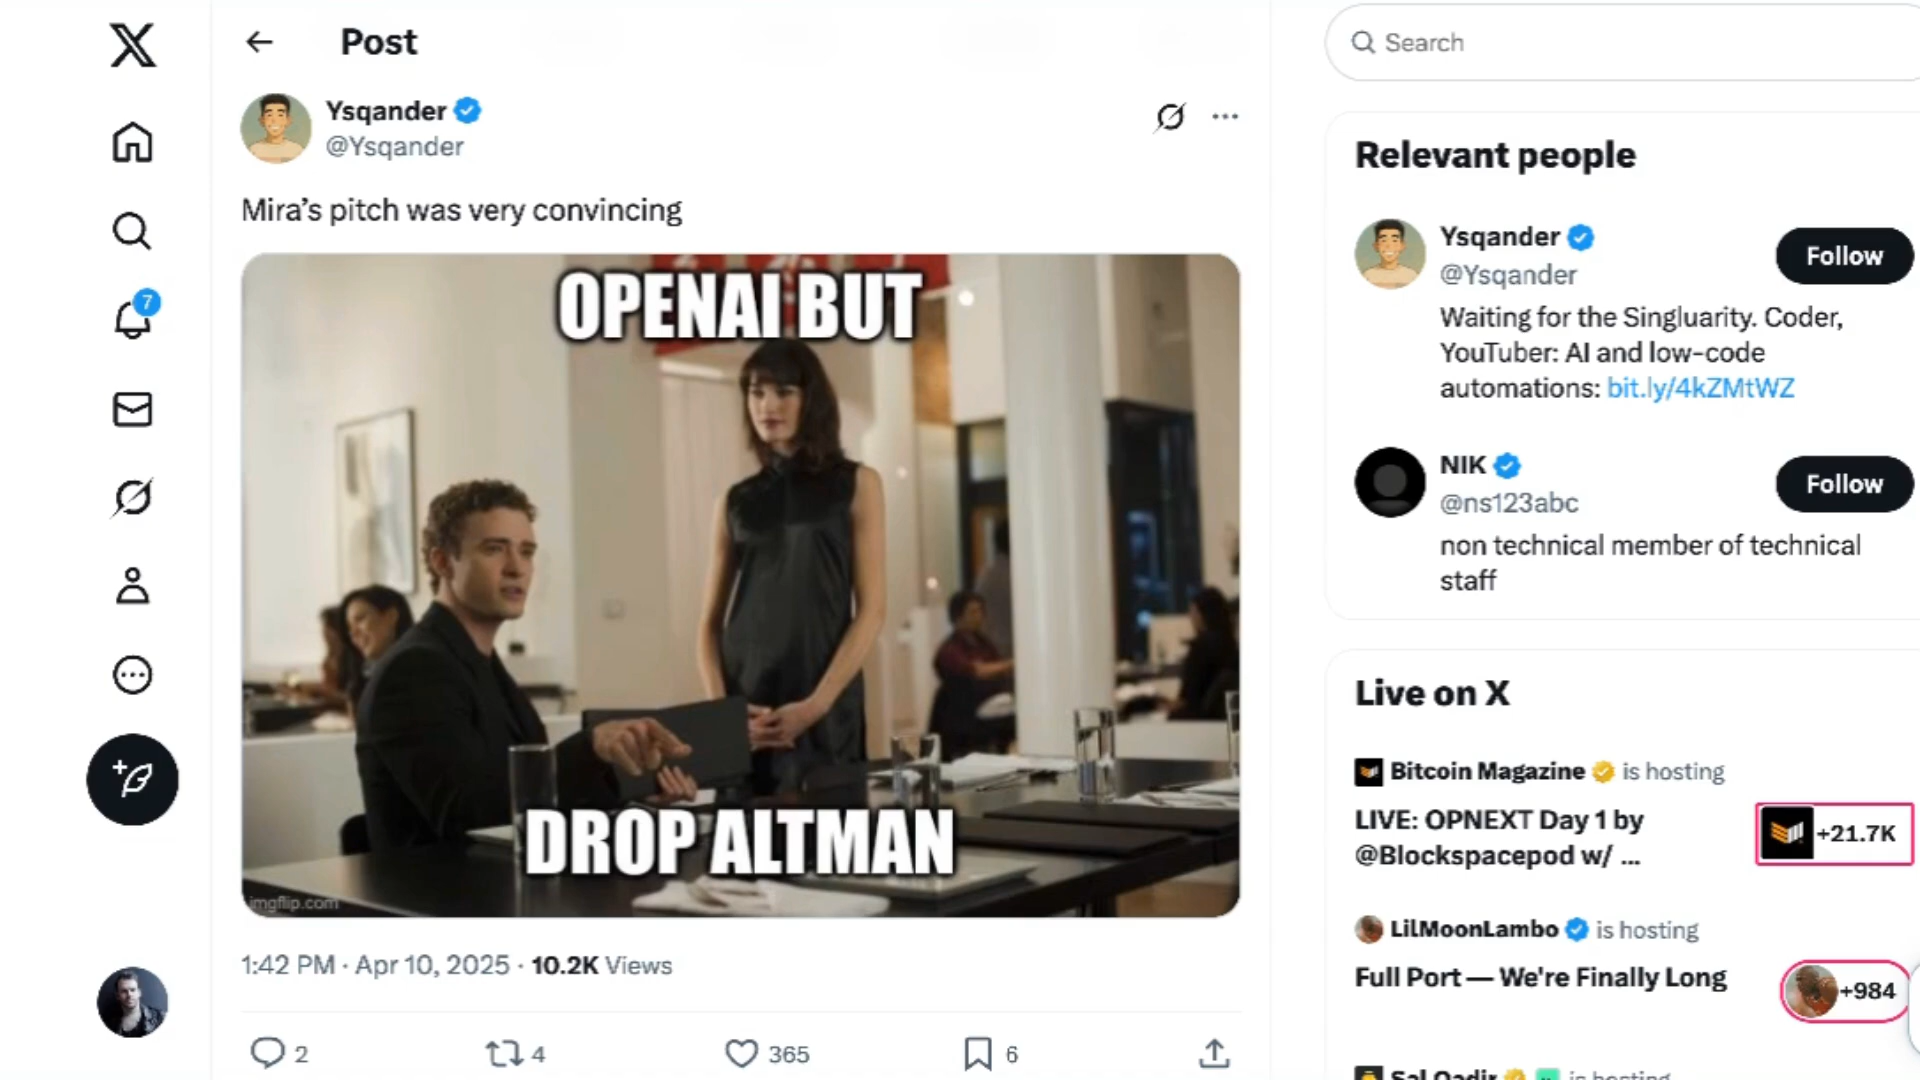 Post
Ysqander
@Ysqander
Mira's pitch was very convincing
OPENAI BUT
DROP ALTMAN
imgflip.com
1:42 PM · Apr 10, 2025 · 10.2K Views
2
4
365
6
7
Search
Relevant people
Ysqander
Follow
@Ysqander
Waiting for the Singluarity. Coder,
YouTuber: AI and low-code
automations: bit.ly/4kZMtWZ
NIK
Follow
@ns123abc
non technical member of technical
staff
Live on X
Bitcoin Magazine is hosting
LIVE: OPNEXT Day 1 by
@Blockspacepod w/ ...
+21.7K
LilMoonLambo is hosting
Full Port — We're Finally Long
+984
Sal Qadir is hosting